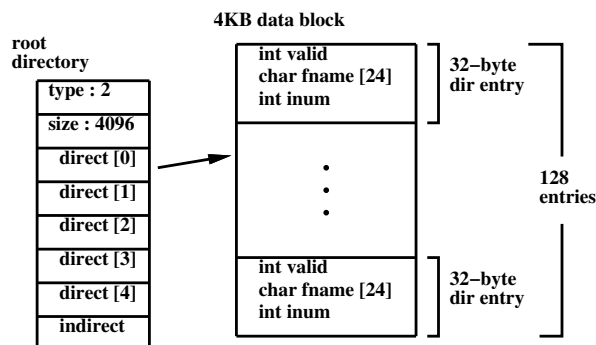 4KB data block
root
directory
type : 2
size : 4096
direct [0]
direct [1]
direct [2]
direct [3]
direct [4]
indirect
int valid
char fname [24]
int inum
32−byte
dir entry
128
entries
int valid
char fname [24]
int inum
32−byte
dir entry